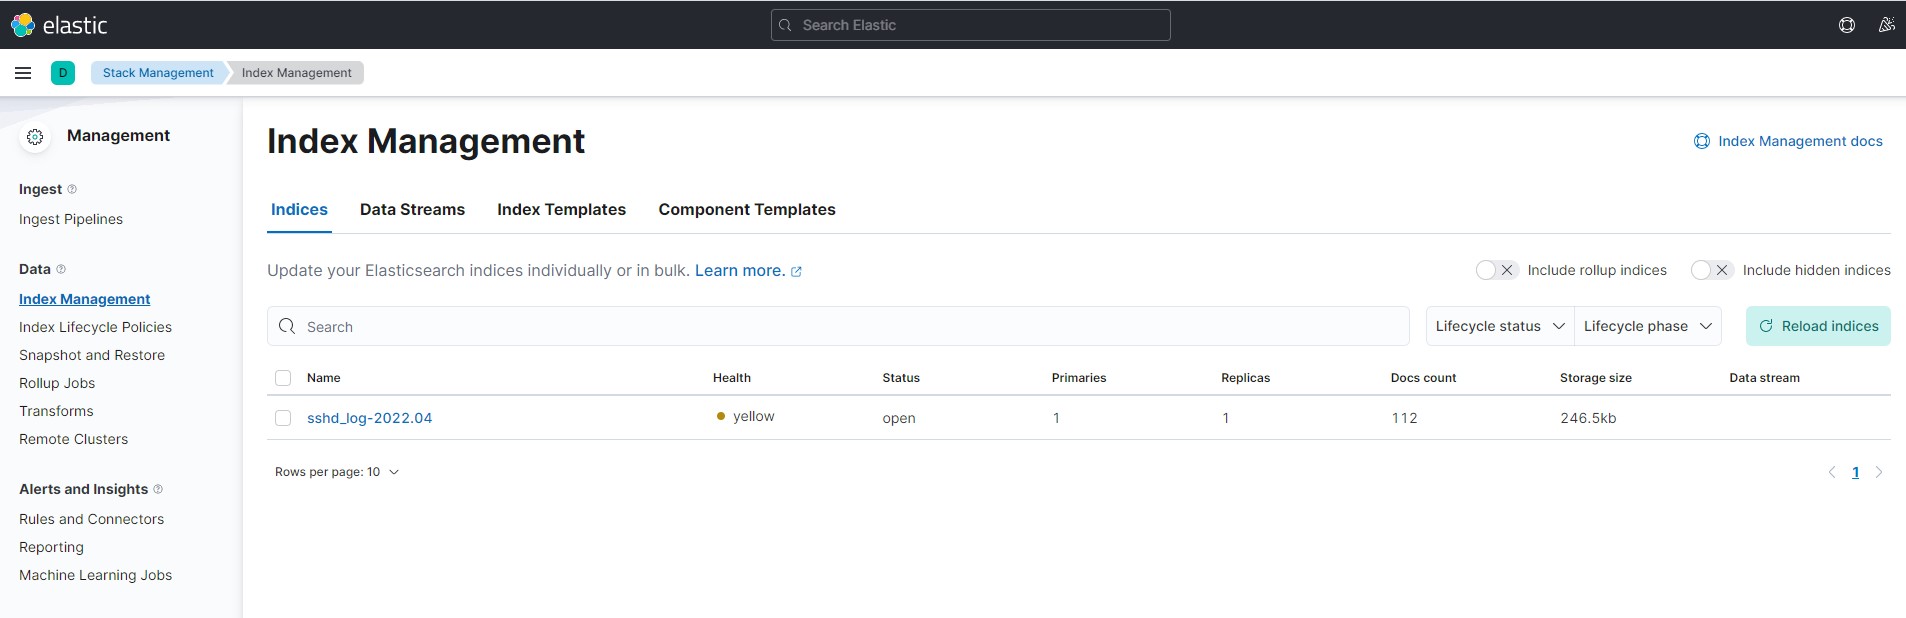 elastic
Search Elastic
D
Stack Management
Index Management
Management
Ingest
Ingest Pipelines
Data
Index Management
Index Lifecycle Policies
Snapshot and Restore
Rollup Jobs
Transforms
Remote Clusters
Alerts and Insights
Rules and Connectors
Reporting
Machine Learning Jobs
Index Management
Index Management docs
Indices Data Streams Index Templates Component Templates
Update your Elasticsearch indices individually or in bulk. Learn more.
Include rollup indices Include hidden indices
Search
Lifecycle status Lifecycle phase Reload indices
Name Health Status Primaries Replicas Docs count Storage size Data stream
sshd_log-2022.04 yellow open 1 1 112 246.5kb
Rows per page: 10
1